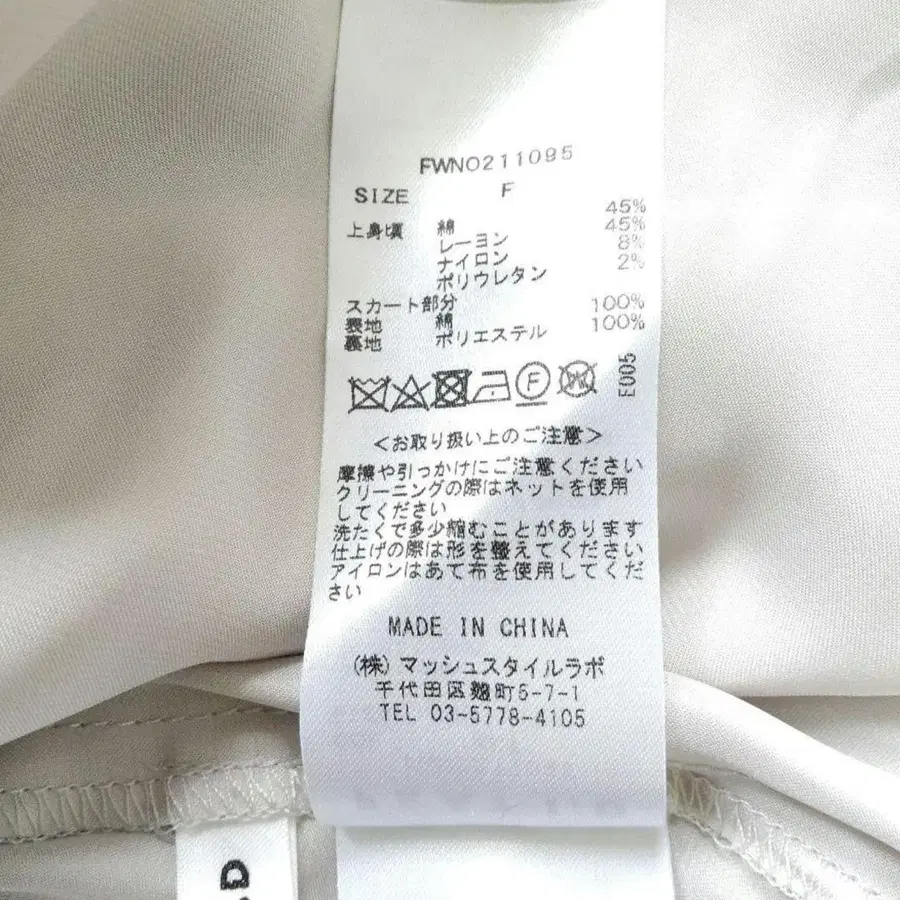 FWNO211095
SIZE F
上身頃 綿 45%
レーヨン 45%
ナイロン 8%
ポリウレタン 2%
スカート部分
表地 綿 100%
裏地 ポリエステル 100%
F W E005
<お取り扱い上のご注意>
摩擦や引っかけにご注意ください
クリーニングの際はネットを使用
してください
洗たくで多少縮むことがあります
仕上げの際は形を整えてください
アイロンはあて布を使用してくだ
さい
MADE IN CHINA
(株)マッシュスタイルラボ
千代田区麹町5-7-1
TEL 03-5778-4105
D